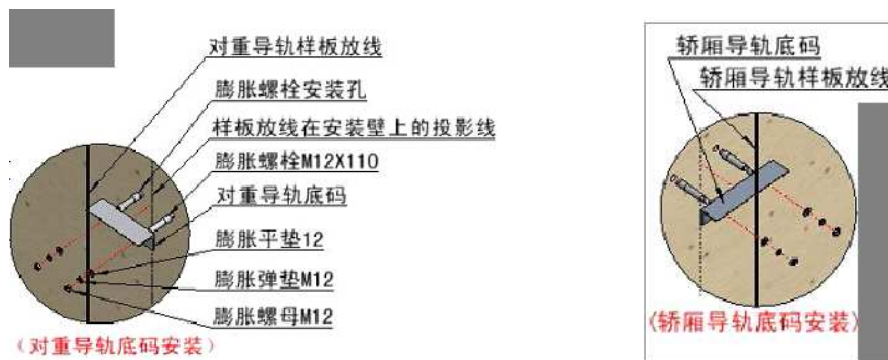 对重导轨样板放线
膨胀螺栓安装孔
样板放线在安装壁上的投影线
膨胀螺栓M12X110
对重导轨底码
膨胀平垫12
膨胀弹垫M12
膨胀螺母M12
(对重导轨底码安装)
轿厢导轨底码
轿厢导轨样板放线
(轿厢导轨底码安装)